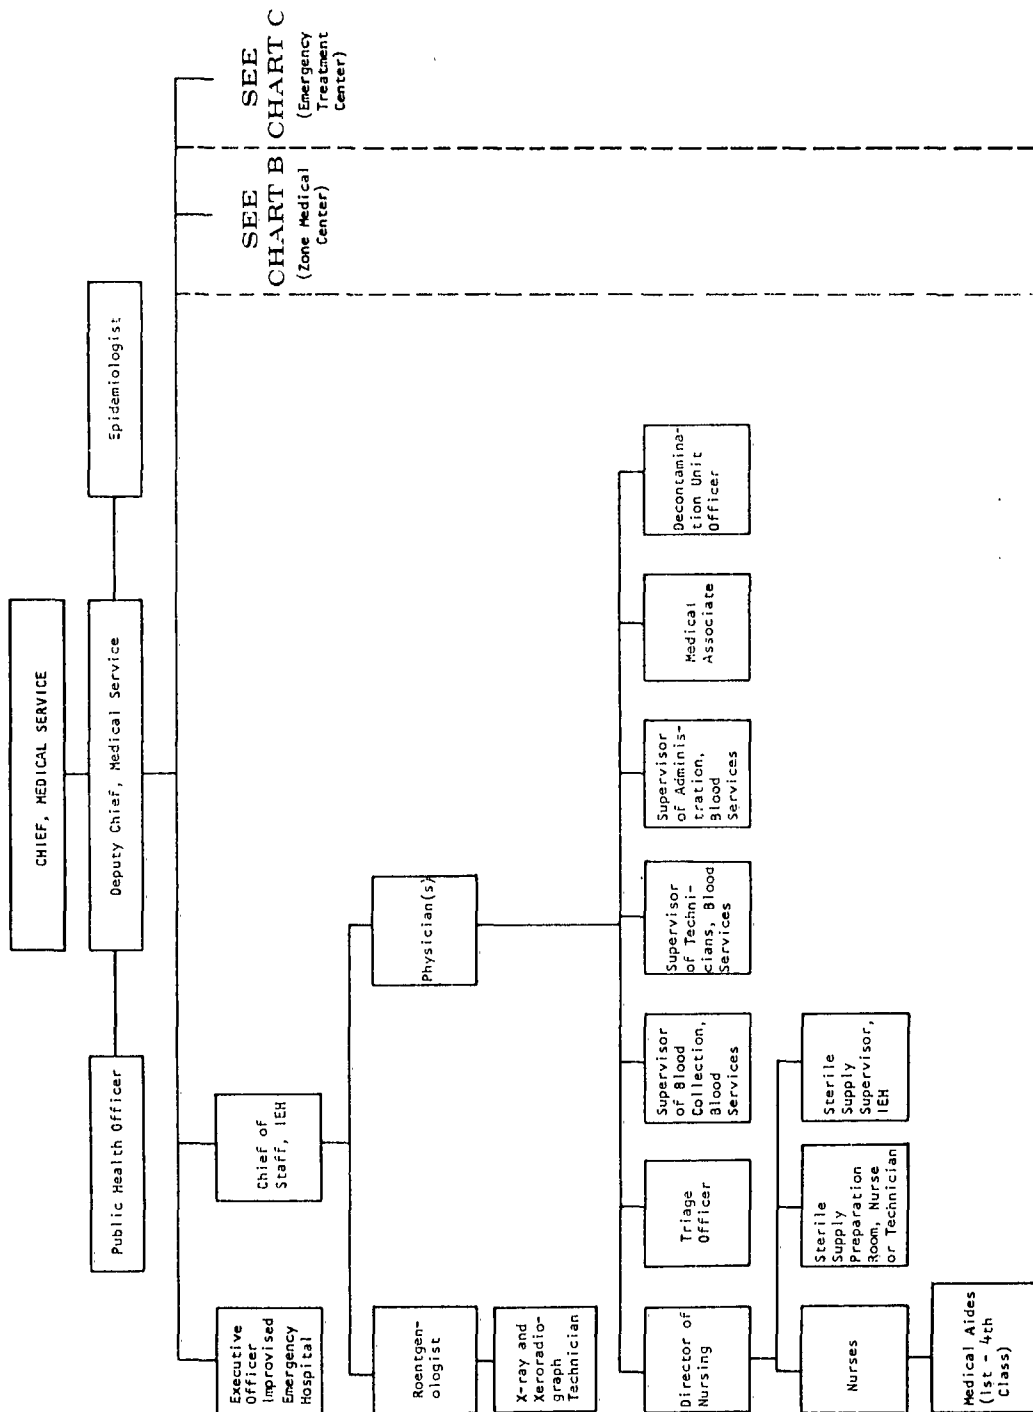 CHIEF, MEDICAL SERVICE
Public Health Officer
Deputy Chief, Medical Service
Epidemiologist
Executive
Officer
Improvised
Emergency
Hospital
Chief of
Staff, IEH
SEE
CHART B
(Zone Medical
Center)
SEE
CHART C
(Emergency
Treatment
Center)
Roentgen-
ologist
Physician(s)
X-ray and
Xeroradio-
graph
Technician
Director of
Nursing
Triage
Officer
Supervisor
of Blood
Collection,
Blood
Services
Supervisor
of Techni-
cians, Blood
Services
Supervisor
of Adminis-
tration,
Blood
Services
Medical
Associate
Decontamina-
tion Unit
Officer
Nurses
Sterile
Supply
Preparation
Room, Nurse
or Technician
Sterile
Supply
Supervisor,
IEH
Medical Aides
(1st - 4th
Class)